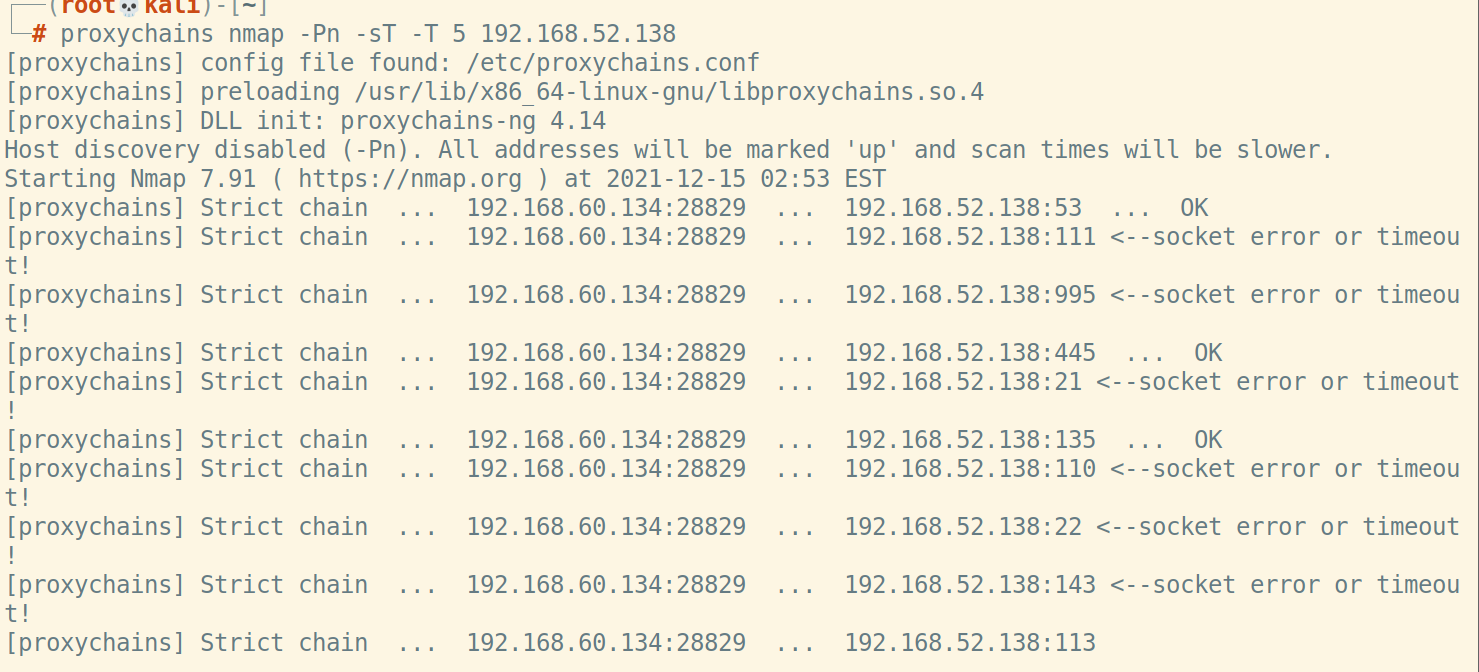 ┌──(root💀kali)-[~]
└─# proxychains nmap -Pn -sT -T 5 192.168.52.138
[proxychains] config file found: /etc/proxychains.conf
[proxychains] preloading /usr/lib/x86_64-linux-gnu/libproxychains.so.4
[proxychains] DLL init: proxychains-ng 4.14
Host discovery disabled (-Pn). All addresses will be marked 'up' and scan times will be slower.
Starting Nmap 7.91 ( https://nmap.org ) at 2021-12-15 02:53 EST
[proxychains] Strict chain  ...  192.168.60.134:28829  ...  192.168.52.138:53  ...  OK
[proxychains] Strict chain  ...  192.168.60.134:28829  ...  192.168.52.138:111 <--socket error or timeou
t!
[proxychains] Strict chain  ...  192.168.60.134:28829  ...  192.168.52.138:995 <--socket error or timeou
t!
[proxychains] Strict chain  ...  192.168.60.134:28829  ...  192.168.52.138:445  ...  OK
[proxychains] Strict chain  ...  192.168.60.134:28829  ...  192.168.52.138:21 <--socket error or timeout
!
[proxychains] Strict chain  ...  192.168.60.134:28829  ...  192.168.52.138:135  ...  OK
[proxychains] Strict chain  ...  192.168.60.134:28829  ...  192.168.52.138:110 <--socket error or timeou
t!
[proxychains] Strict chain  ...  192.168.60.134:28829  ...  192.168.52.138:22 <--socket error or timeout
!
[proxychains] Strict chain  ...  192.168.60.134:28829  ...  192.168.52.138:143 <--socket error or timeou
t!
[proxychains] Strict chain  ...  192.168.60.134:28829  ...  192.168.52.138:113